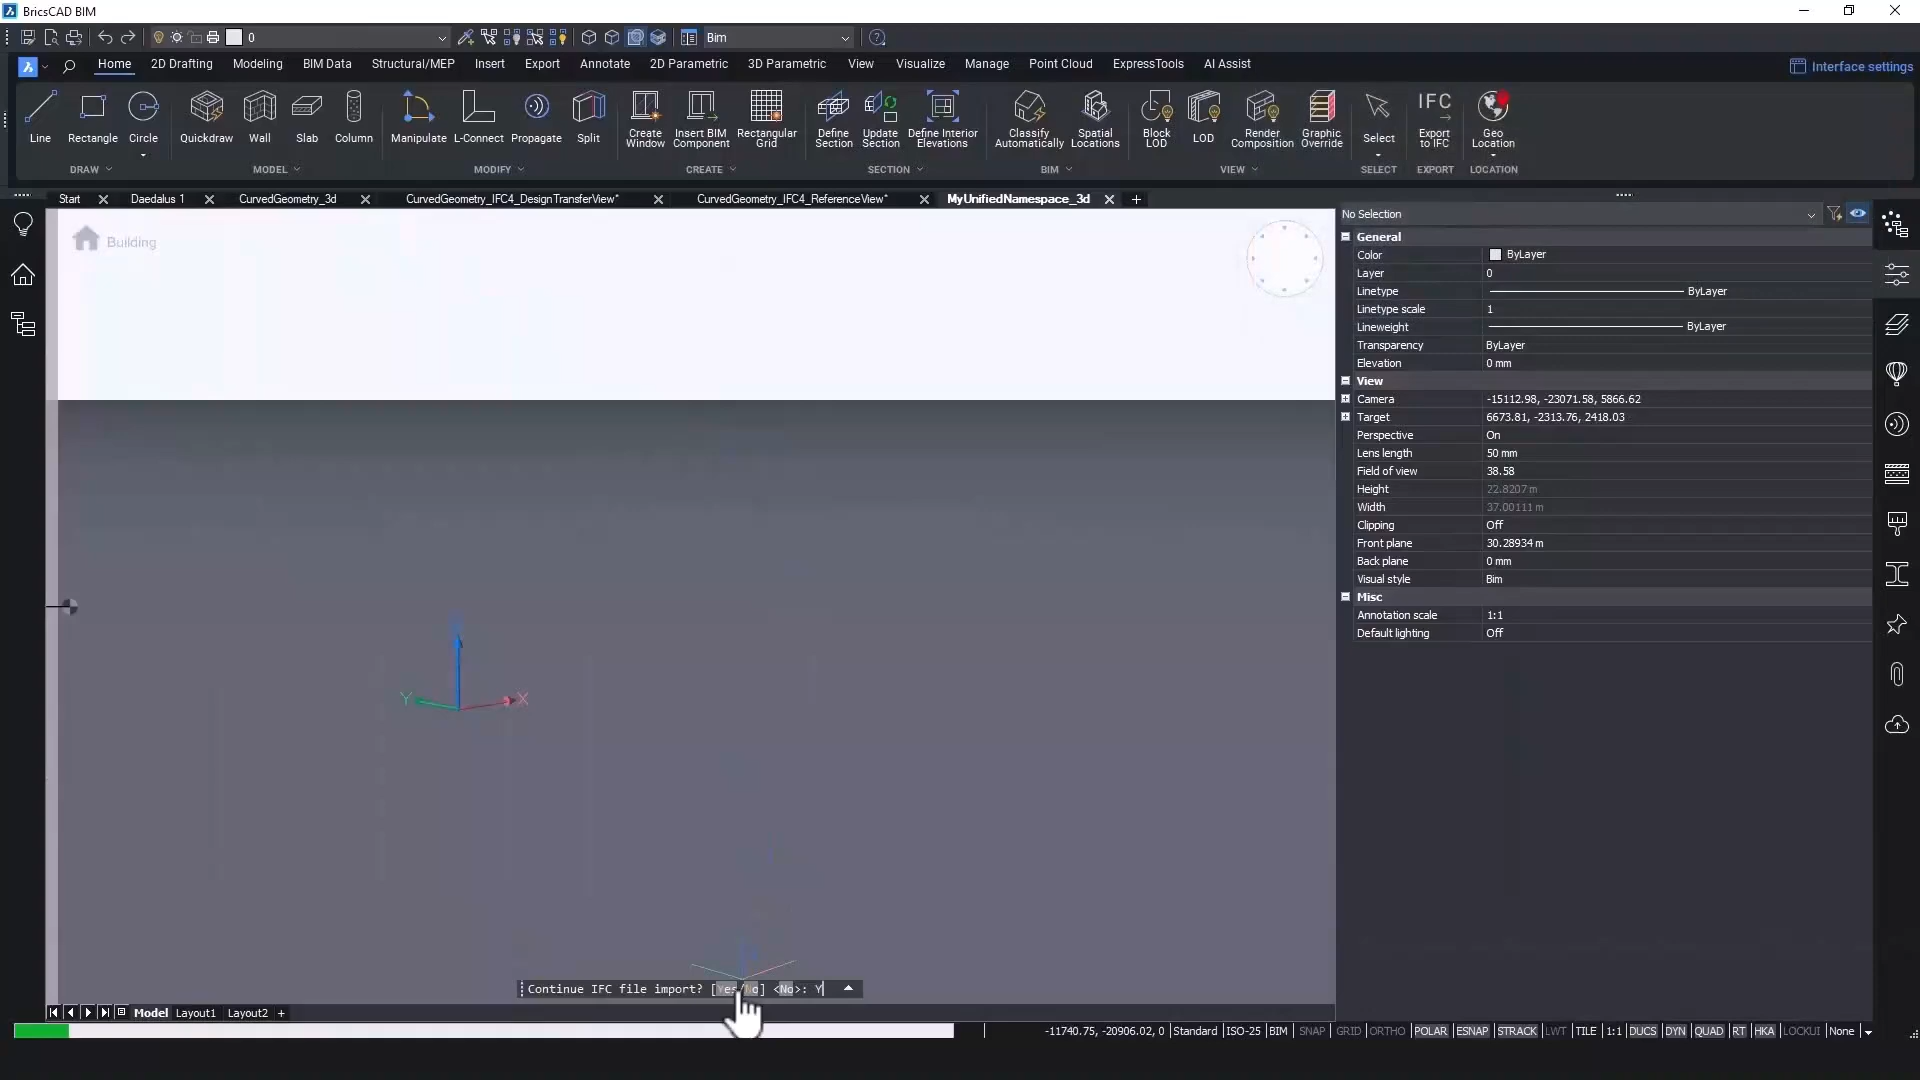 BricsCAD BIM
0
Bim
Home 2D Drafting Modeling BIM Data Structural/MEP Insert Export Annotate 2D Parametric 3D Parametric View Visualize Manage Point Cloud ExpressTools AI Assist
Interface settings
Line Rectangle Circle Quickdraw Wall Slab Column Manipulate L-Connect Propagate Split
Create Window Insert BIM Component Rectangular Grid Define Section Update Section Define Interior Elevations Classify Automatically Spatial Locations Block LOD LOD Render Composition Graphic Override Select IFC Export to IFC Geo Location
DRAW MODEL MODIFY CREATE SECTION BIM VIEW SELECT EXPORT LOCATION
Start Daedalus 1 CurvedGeometry_3d CurvedGeometry_IFC4_DesignTransferView* CurvedGeometry_IFC4_ReferenceView* MyUnifiedNamespace_3d
Building
No Selection
General
Color ByLayer
Layer 0
Linetype ByLayer
Linetype scale 1
Lineweight ByLayer
Transparency ByLayer
Elevation 0 mm
View
Camera -15112.98, -23071.58, 5866.62
Target 6673.81, -2313.76, 2418.03
Perspective On
Lens length 50 mm
Field of view 38.58
Height 22.8207 m
Width 37.00111 m
Clipping Off
Front plane 30.28934 m
Back plane 0 mm
Visual style Bim
Misc
Annotation scale 1:1
Default lighting Off
Y X
Continue IFC file import? [Yes/No] <No>: Y
Model Layout1 Layout2 +
-11740.75, -20906.02, 0 Standard ISO-25 BIM SNAP GRID ORTHO POLAR ESNAP STRACK LWT TILE 1:1 DUCS DYN QUAD RT HKA LOCKUI None